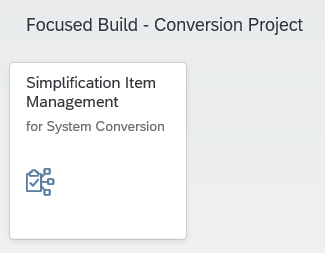 Focused Build - Conversion Project
Simplification Item
Management
for System Conversion